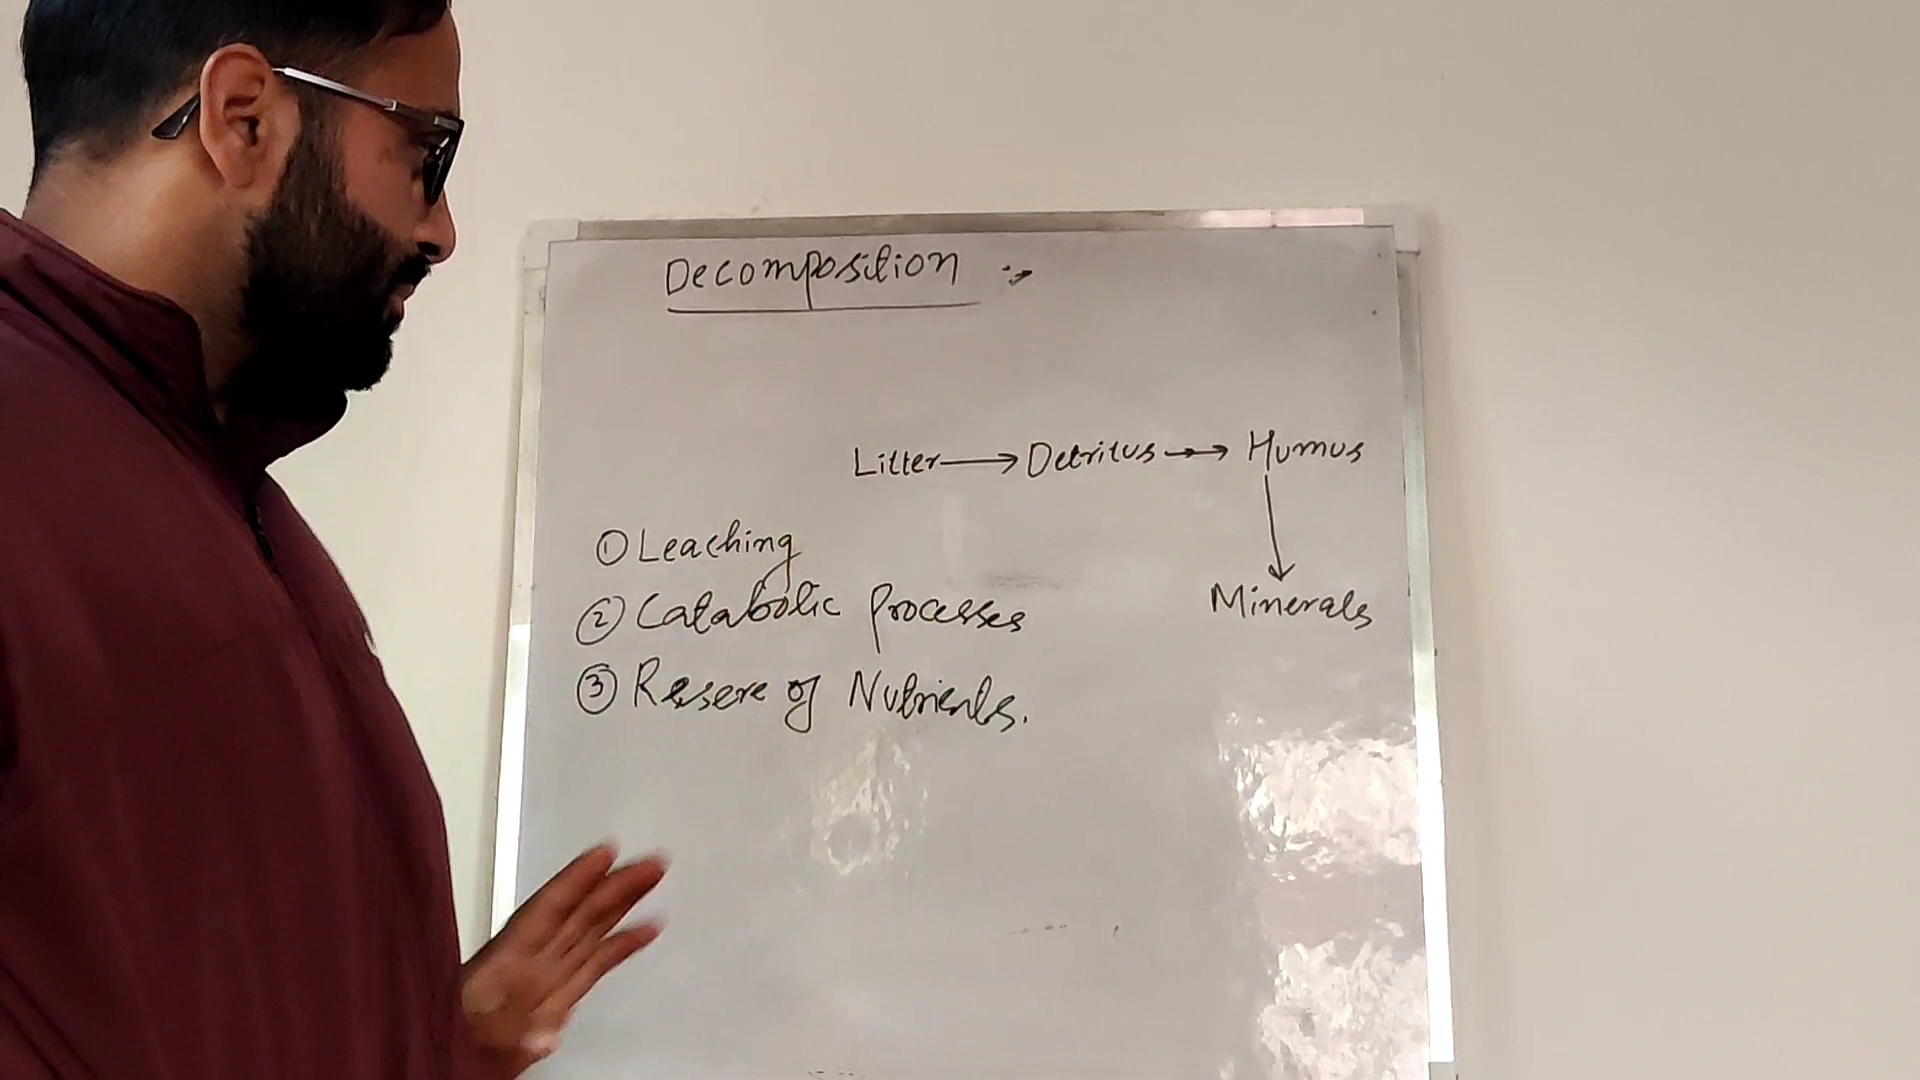 Decomposition :→
Litter → Detritus → Humus
↓
① Leaching
Minerals
② Catabolic Processes
③ Resere of Nutrients.